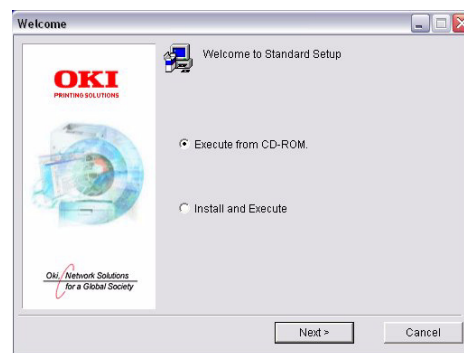 Welcome
Welcome to Standard Setup
OKI
PRINTING SOLUTIONS
Execute from CD-ROM.
Install and Execute
Oki, Network Solutions
for a Global Society
Next >
Cancel